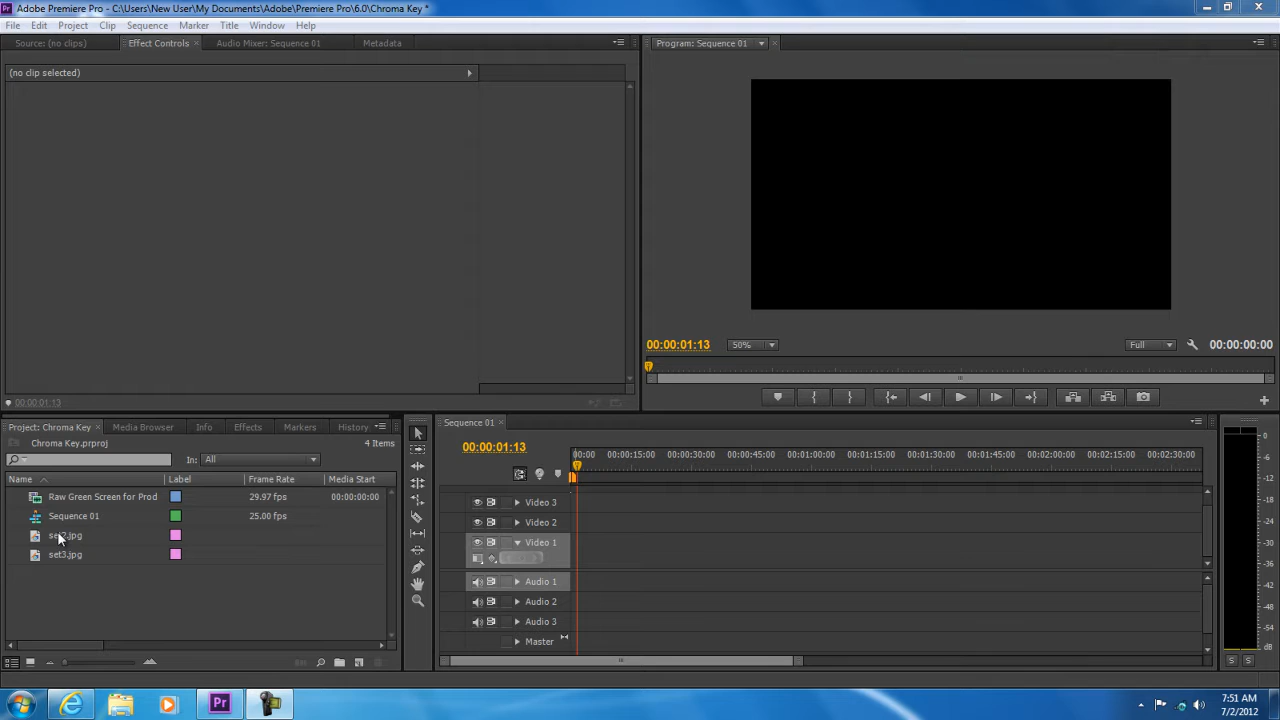 Adobe Premiere Pro - C:\Users\New User\My Documents\Adobe\Premiere Pro\6.0\Chroma Key *
File Edit Project Clip Sequence Marker Title Window Help
Source: (no clips) Effect Controls Audio Mixer: Sequence 01 Metadata
Program: Sequence 01
(no clip selected)
00:00:01:13 50% Full 00:00:00:00
00:00:01:13
Project: Chroma Key Media Browser Info Effects Markers History
Chroma Key.prproj 4 Items
In: All
Name Label Frame Rate Media Start
Raw Green Screen for Prod 29.97 fps 00:00:00:00
Sequence 01 25.00 fps
set2.jpg
set3.jpg
Sequence 01
00:00:01:13
00:00 00:00:15:00 00:00:30:00 00:00:45:00 00:01:00:00 00:01:15:00 00:01:30:00 00:01:45:00 00:02:00:00 00:02:15:00 00:02:30:00
Video 3
Video 2
Video 1
Audio 1
Audio 2
Audio 3
Master
-6
-12
-18
-24
-30
-36
-42
-48
-54
dB
S S
Pr Pr
7:51 AM
7/2/2012